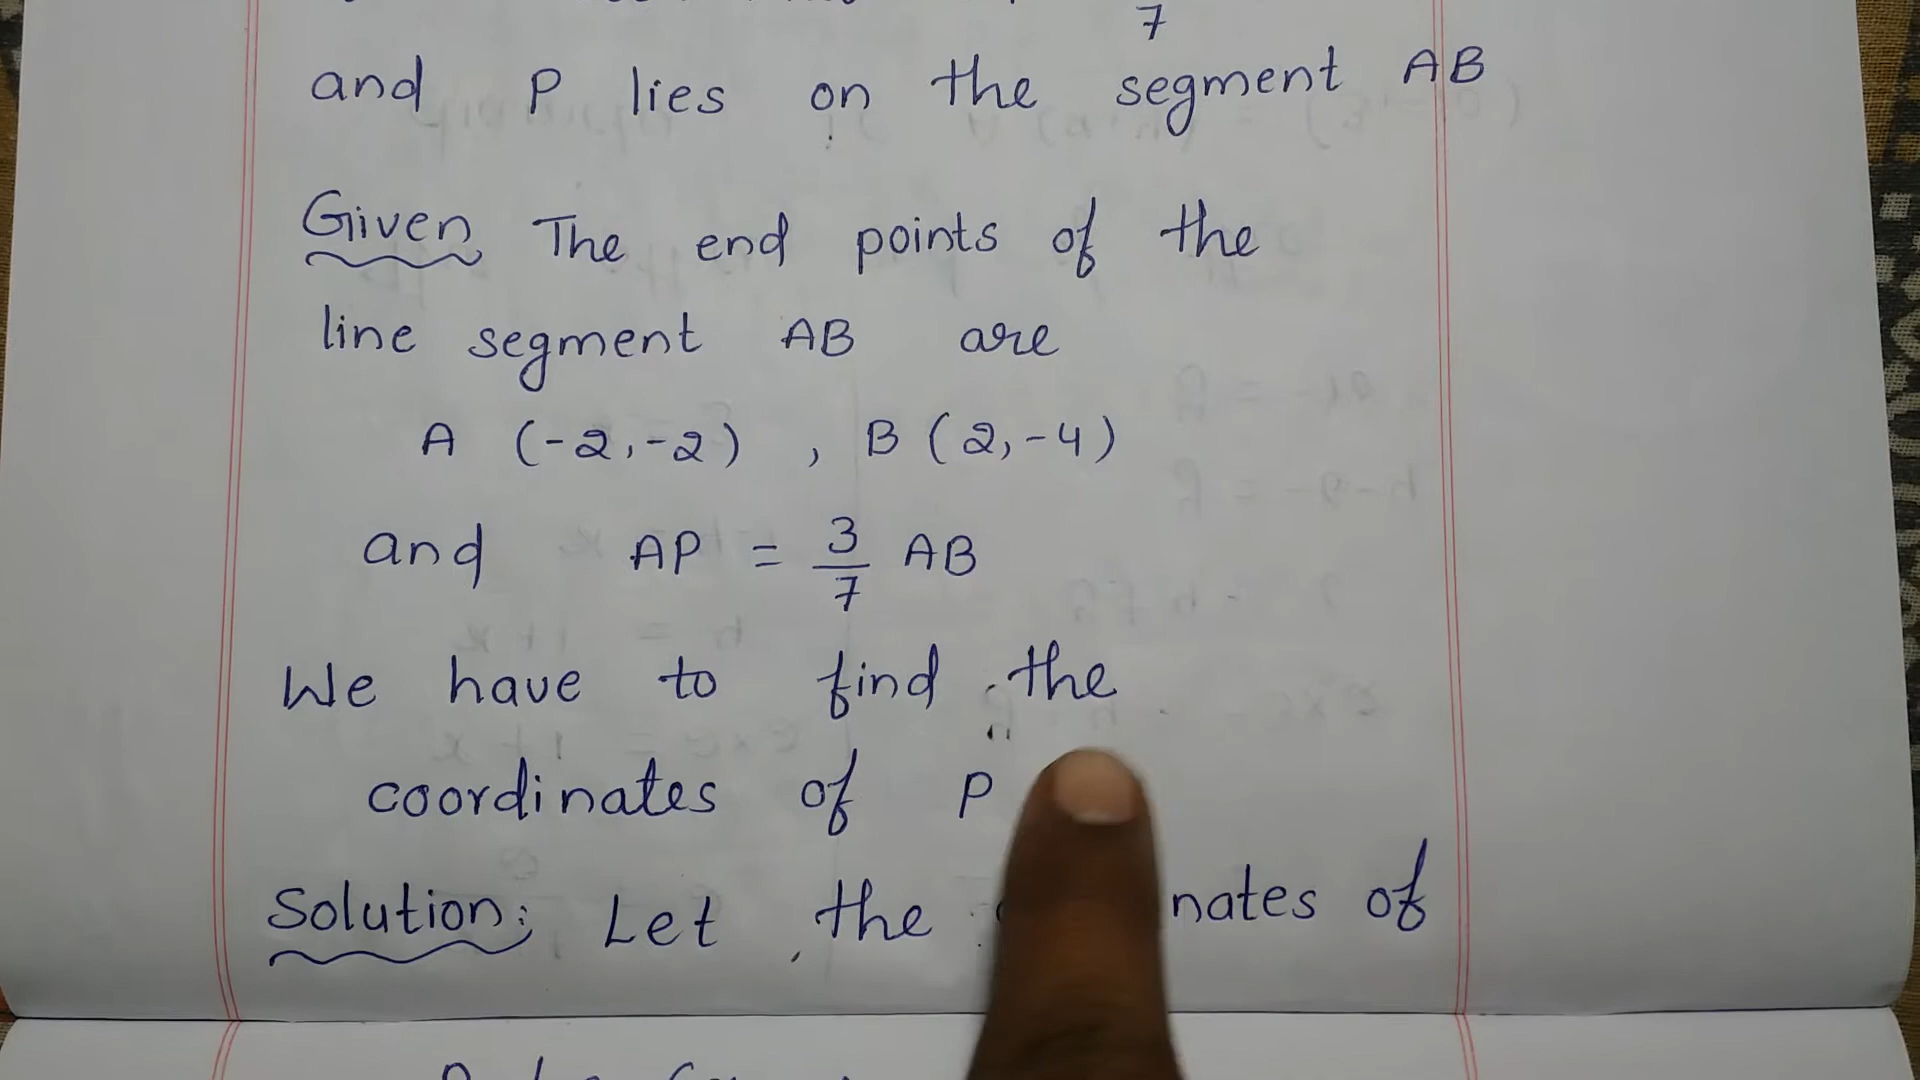 7
and P lies on the segment AB
Given The end points of the
line segment AB are
A (-2,-2) , B (2,-4)
and AP = 3/7 AB
We have to find the
coordinates of P
Solution: Let the nates of